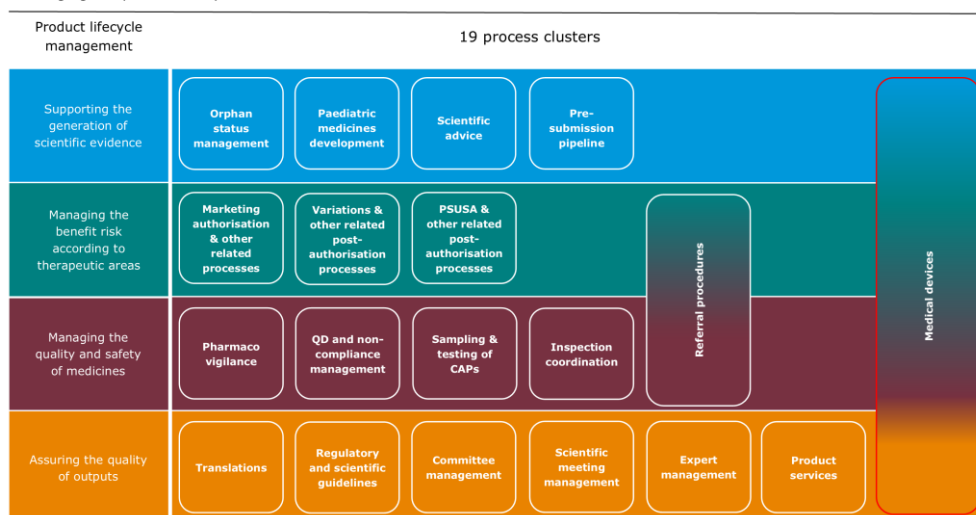 Product lifecycle
management
19 process clusters
Supporting the
generation of
scientific evidence
Orphan
status
management
Paediatric
medicines
development
Scientific
advice
Pre-
submission
pipeline
Managing the
benefit risk
according to
therapeutic areas
Marketing
authorisation
& other
related
processes
Variations &
other related
post-
authorisation
processes
PSUSA &
other related
post-
authorisation
processes
Referral procedures
Medical devices
Managing the
quality and safety
of medicines
Pharmaco
vigilance
QD and non-
compliance
management
Sampling &
testing of
CAPs
Inspection
coordination
Assuring the quality
of outputs
Translations
Regulatory
and scientific
guidelines
Committee
management
Scientific
meeting
management
Expert
management
Product
services